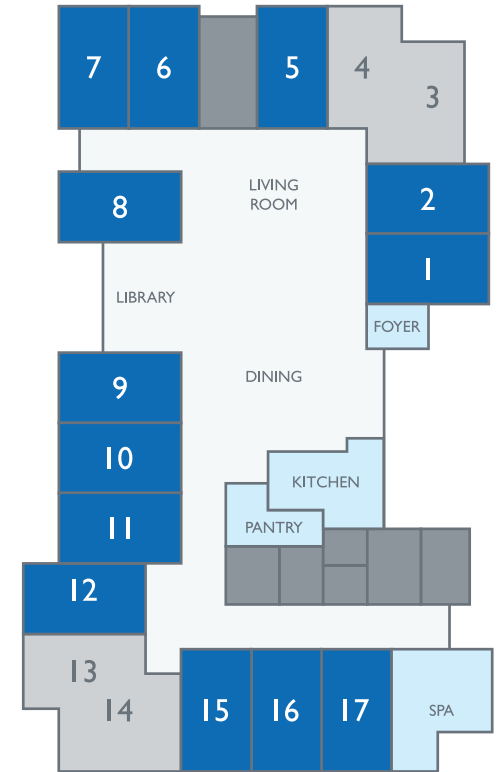 7
6
5
4
3
2
1
8
LIVING
ROOM
LIBRARY
FOYER
DINING
9
10
11
KITCHEN
PANTRY
12
13
14
15
16
17
SPA